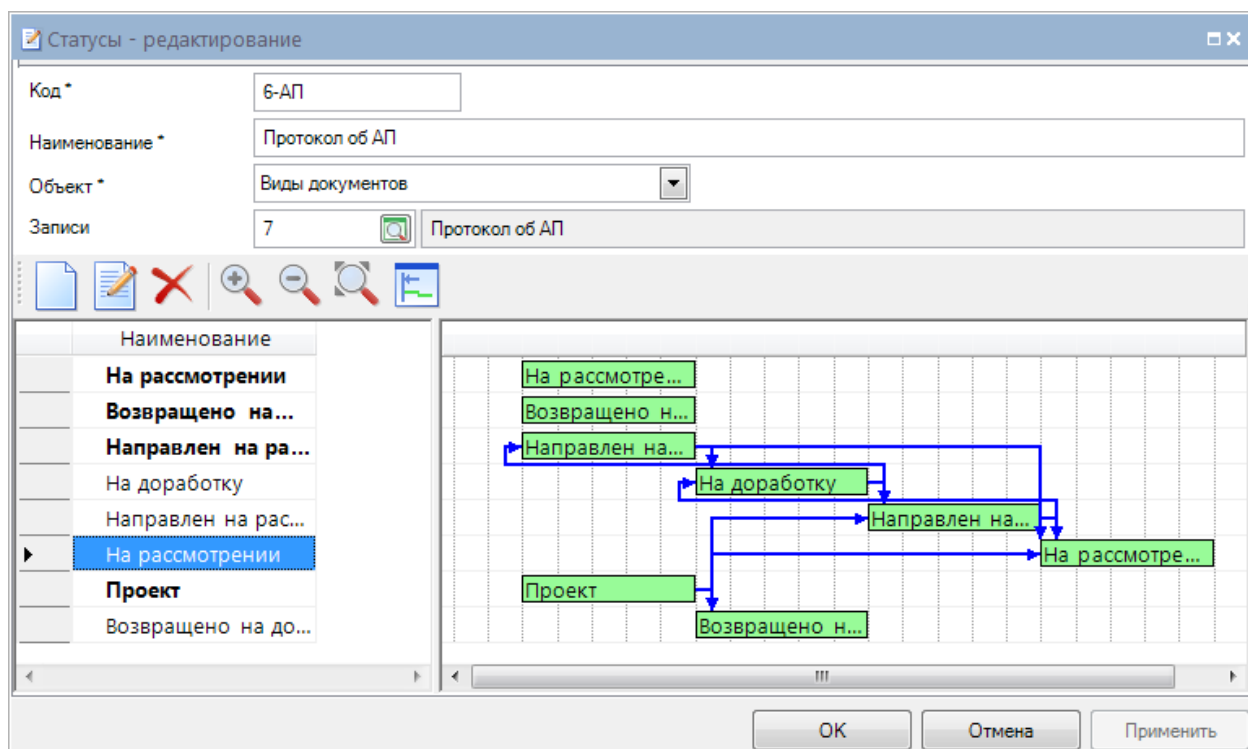 Статусы - редактирование
Код * 6-АП
Наименование * Протокол об АП
Объект * Виды документов
Записи 7 Протокол об АП
Наименование
На рассмотрении На рассмотре...
Возвращено на... Возвращено н...
Направлен на ра... Направлен на...
На доработку На доработку
Направлен на рас... Направлен на...
На рассмотрении На рассмотре...
Проект Проект
Возвращено на до... Возвращено н...
ОК Отмена Применить